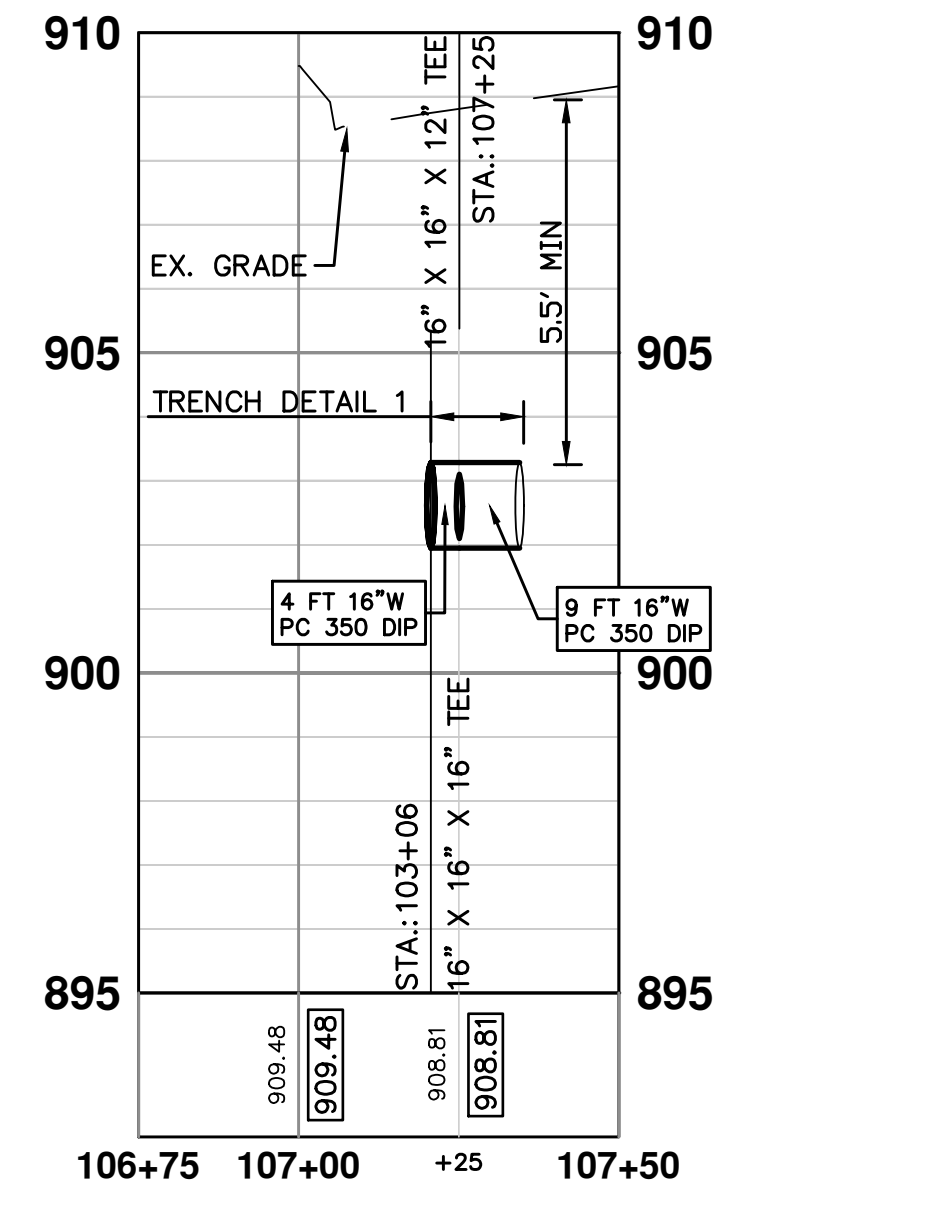 910
910
16” X 16” X 12” TEE
STA.:107+25
EX. GRADE
5.5’ MIN
905
905
TRENCH DETAIL 1
4 FT 16”W
PC 350 DIP
9 FT 16”W
PC 350 DIP
900
900
STA.:103+06
16” X 16” X 16” TEE
895
895
909.48
909.48
908.81
908.81
106+75
107+00
+25
107+50